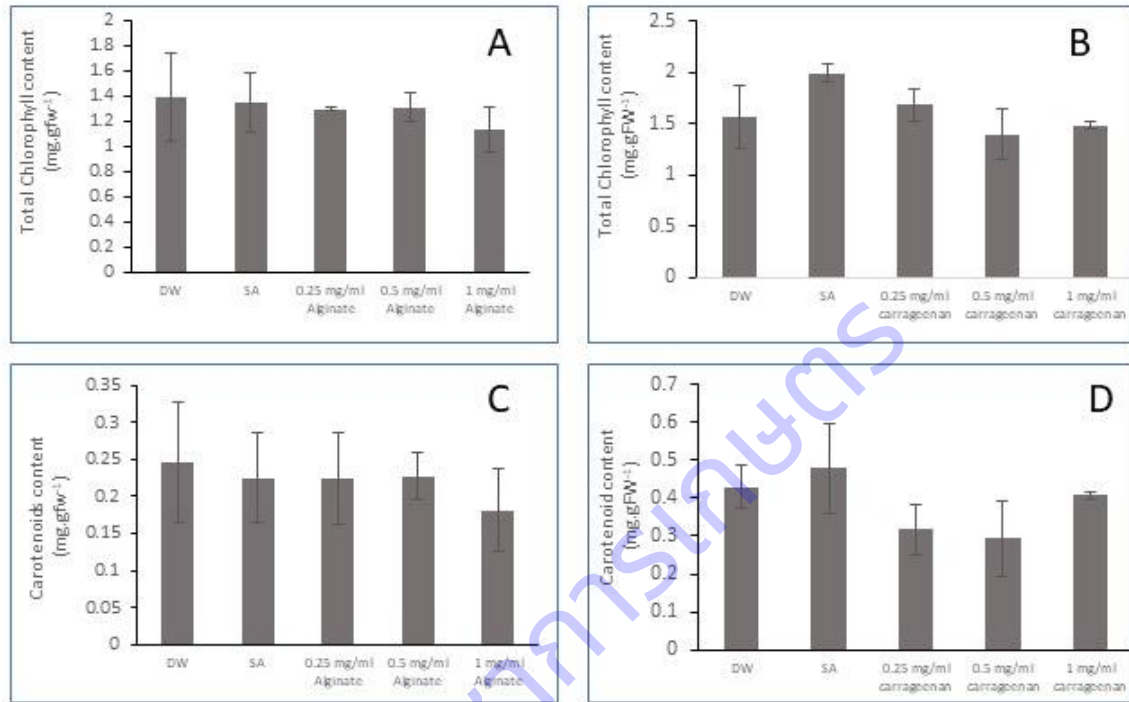 A
Total Chlorophyll content
(mg.gfw-1)
2
1.8
1.6
1.4
1.2
1
0.8
0.6
0.4
0.2
0
DW
SA
0.25 mg/ml
Alginate
0.5 mg/ml
Alginate
1 mg/ml
Alginate
B
Total Chlorophyll content
(mg.gFW-1)
2.5
2
1.5
1
0.5
0
DW
SA
0.25 mg/ml
carrageenan
0.5 mg/ml
carrageenan
1 mg/ml
carrageenan
C
Carotenoids content
(mg.gfw-1)
0.35
0.3
0.25
0.2
0.15
0.1
0.05
0
DW
SA
0.25 mg/ml
Alginate
0.5 mg/ml
Alginate
1 mg/ml
Alginate
D
Carotenoid content
(mg.gFW-1)
0.7
0.6
0.5
0.4
0.3
0.2
0.1
0
DW
SA
0.25 mg/ml
carrageenan
0.5 mg/ml
carrageenan
1 mg/ml
carrageenan